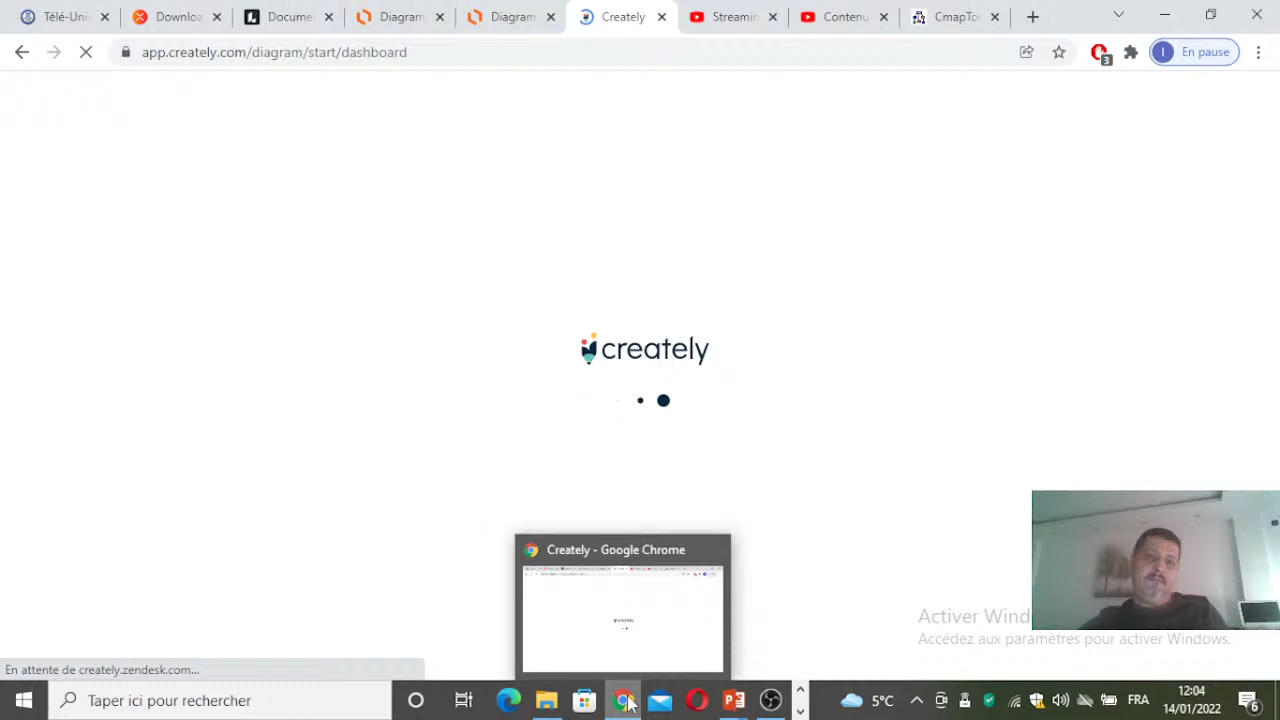 Télé-Uni
Downloa
Docume
Diagram
Diagram
Creately
Streamin
Contenu
CmapTo
app.creately.com/diagram/start/dashboard
3
I
En pause
creately
Creately - Google Chrome
Activer Wind
Accédez aux paramètres pour activer Windows.
En attente de creately.zendesk.com...
Taper ici pour rechercher
5°C
FRA
12:04
14/01/2022
6